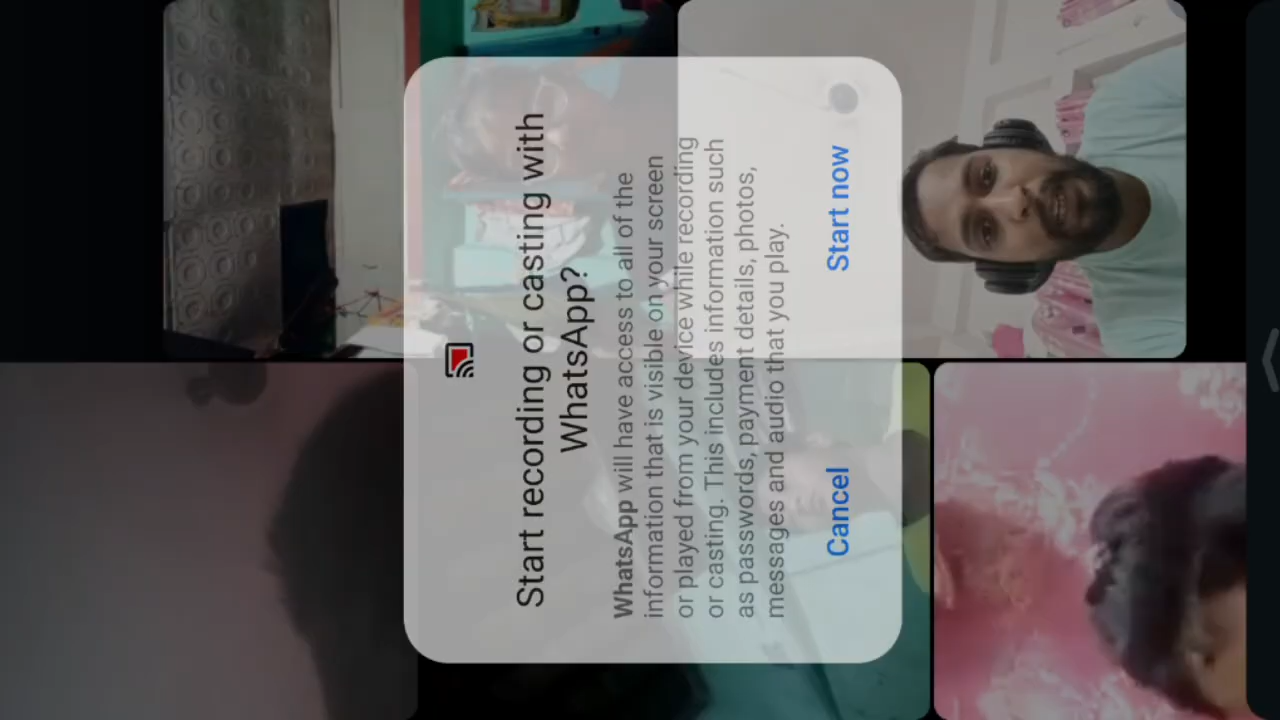 Start recording or casting with
WhatsApp?
WhatsApp will have access to all of the
information that is visible on your screen
or played from your device while recording
or casting. This includes information such
as passwords, payment details, photos,
messages and audio that you play.
Cancel
Start now